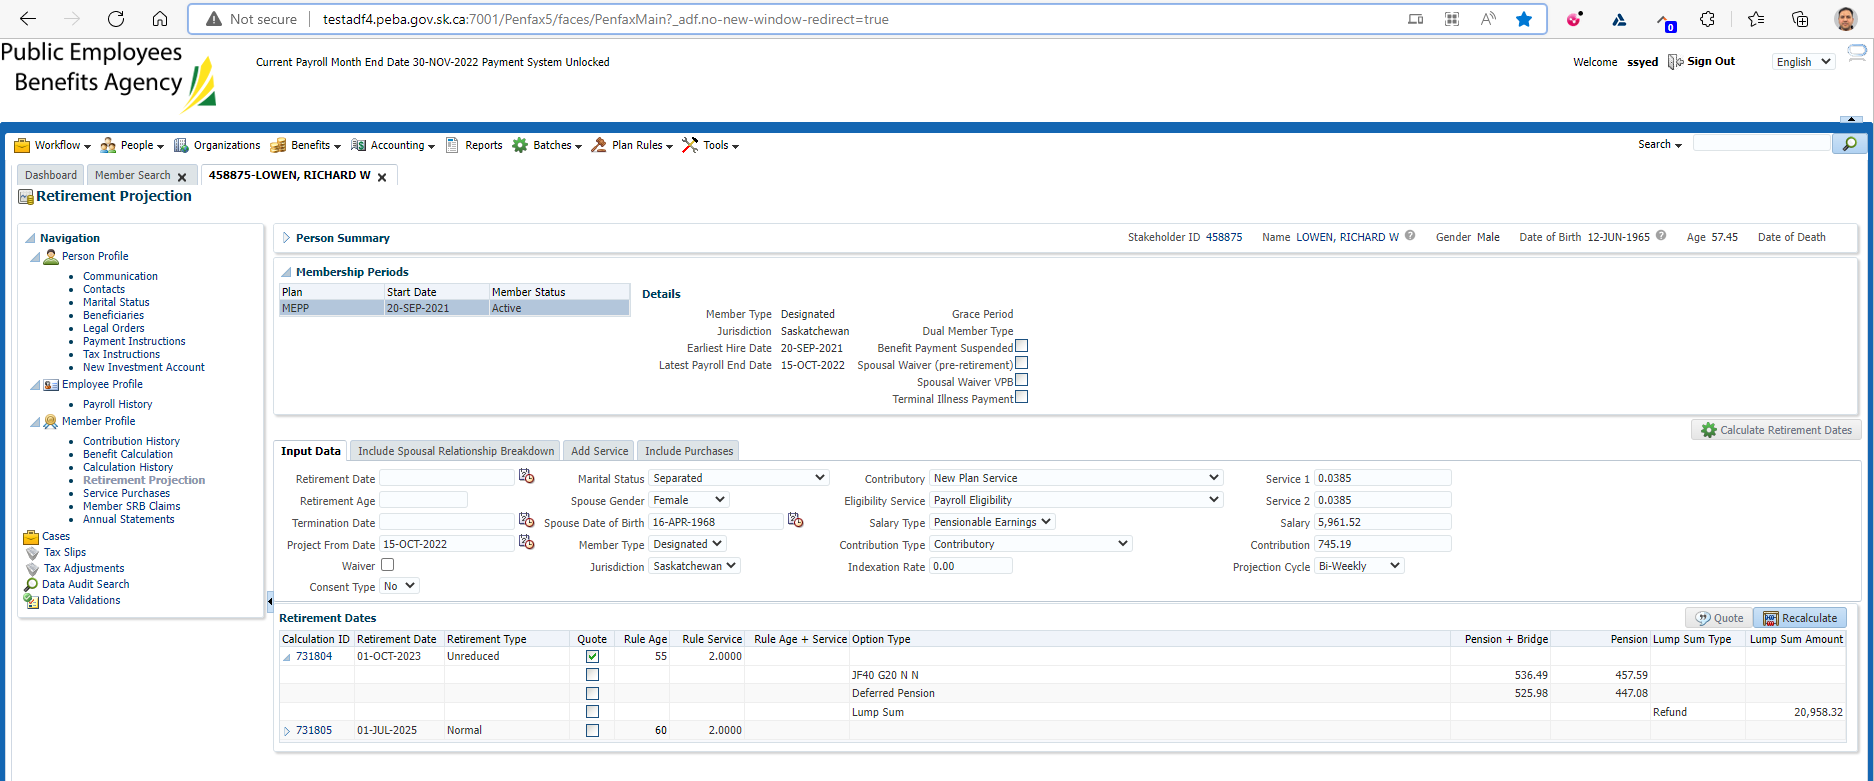 Not secure testadf4.peba.gov.sk.ca:7001/Penfax5/faces/PenfaxMain?_adf.no-new-window-redirect=true
0
Public Employees
Benefits Agency
Current Payroll Month End Date 30-NOV-2022 Payment System Unlocked
Welcome ssyed Sign Out English
Workflow People Organizations Benefits Accounting Reports Batches Plan Rules Tools Search
Dashboard Member Search 458875-LOWEN, RICHARD W
Retirement Projection
Navigation
Person Profile
Communication
Contacts
Marital Status
Beneficiaries
Legal Orders
Payment Instructions
Tax Instructions
New Investment Account
Employee Profile
Payroll History
Member Profile
Contribution History
Benefit Calculation
Calculation History
Retirement Projection
Service Purchases
Member SRB Claims
Annual Statements
Cases
Tax Slips
Tax Adjustments
Data Audit Search
Data Validations
Person Summary Stakeholder ID 458875 Name LOWEN, RICHARD W Gender Male Date of Birth 12-JUN-1965 Age 57.45 Date of Death
Membership Periods
Plan Start Date Member Status
MEPP 20-SEP-2021 Active
Details
Member Type Designated Grace Period
Jurisdiction Saskatchewan Dual Member Type
Earliest Hire Date 20-SEP-2021 Benefit Payment Suspended
Latest Payroll End Date 15-OCT-2022 Spousal Waiver (pre-retirement)
Spousal Waiver VPB
Terminal Illness Payment
Calculate Retirement Dates
Input Data Include Spousal Relationship Breakdown Add Service Include Purchases
Retirement Date Marital Status Separated Contributory New Plan Service Service 1 0.0385
Retirement Age Spouse Gender Female Eligibility Service Payroll Eligibility Service 2 0.0385
Termination Date Spouse Date of Birth 16-APR-1968 Salary Type Pensionable Earnings Salary 5,961.52
Project From Date 15-OCT-2022 Member Type Designated Contribution Type Contributory Contribution 745.19
Waiver Jurisdiction Saskatchewan Indexation Rate 0.00 Projection Cycle Bi-Weekly
Consent Type No
Retirement Dates Quote Recalculate
Calculation ID Retirement Date Retirement Type Quote Rule Age Rule Service Rule Age + Service Option Type Pension + Bridge Pension Lump Sum Type Lump Sum Amount
731804 01-OCT-2023 Unreduced 55 2.0000
JF40 G20 N N 536.49 457.59
Deferred Pension 525.98 447.08
Lump Sum Refund 20,958.32
731805 01-JUL-2025 Normal 60 2.0000